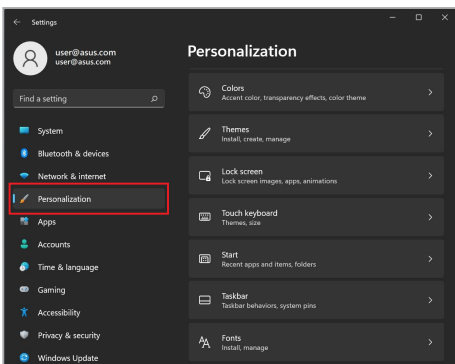 Settings
user@asus.com
user@asus.com
Find a setting
System
Bluetooth & devices
Network & internet
Personalization
Apps
Accounts
Time & language
Gaming
Accessibility
Privacy & security
Windows Update
Personalization
Colors
Accent color, transparency effects, color theme
Themes
Install, create, manage
Lock screen
Lock screen images, apps, animations
Touch keyboard
Themes, size
Start
Recent apps and items, folders
Taskbar
Taskbar behaviors, system pins
Fonts
Install, manage